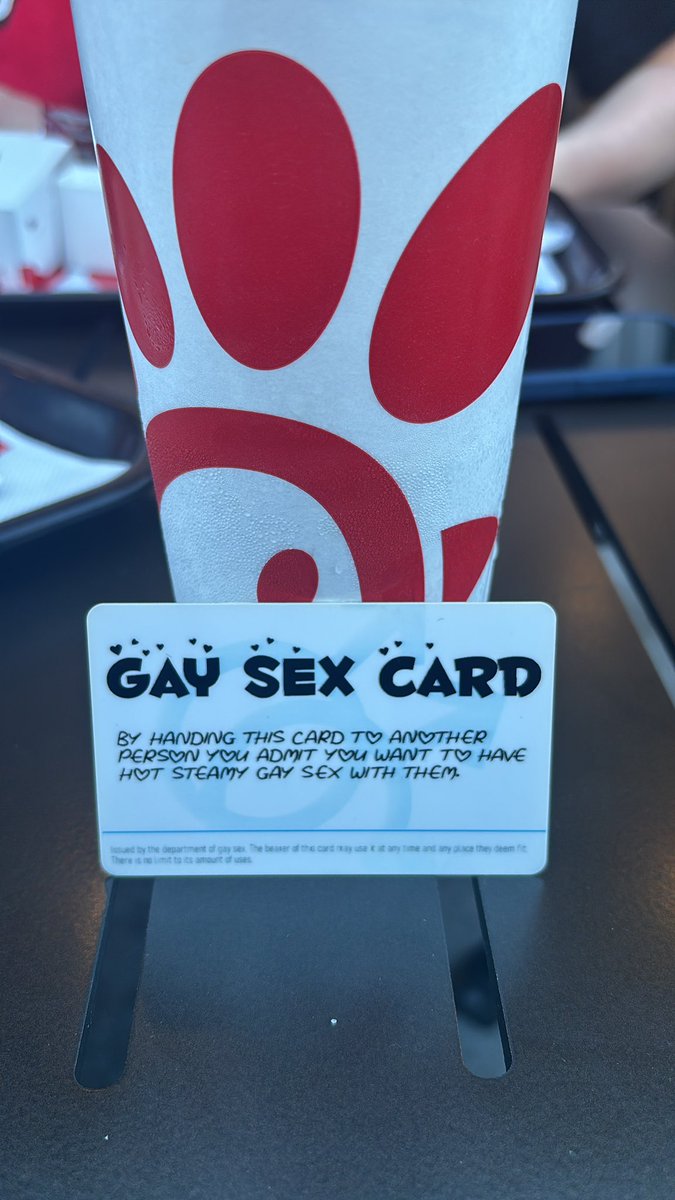 GAY SEX CARD
BY HANDING THIS CARD TO ANOTHER
PERSON YOU ADMIT YOU WANT TO HAVE
HOT STEAMY GAY SEX WITH THEM.
Issued by the department of gay sex. The bearer of this card may use it at any time and any place they deem fit.
There is no limit to its amount of uses.